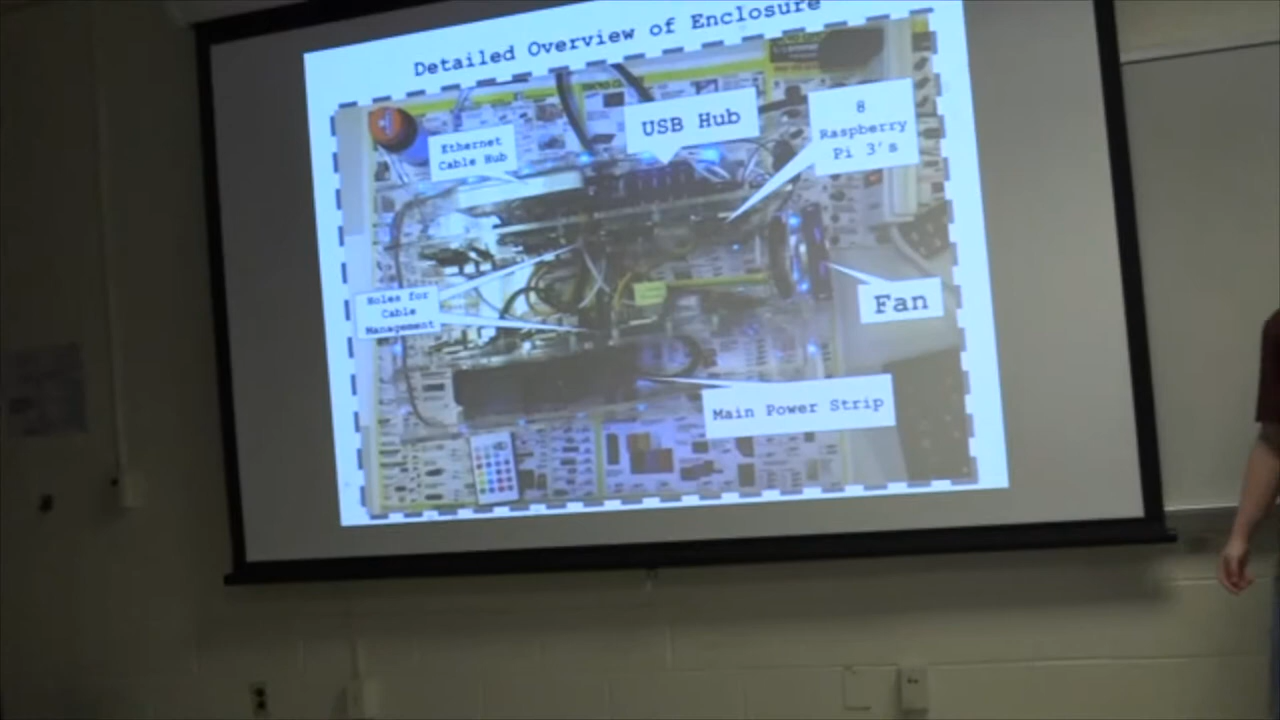 Detailed Overview of Enclosure
Ethernet
Cable Hub
USB Hub
8
Raspberry
Pi 3's
Holes for
Cable
Management
Fan
Main Power Strip